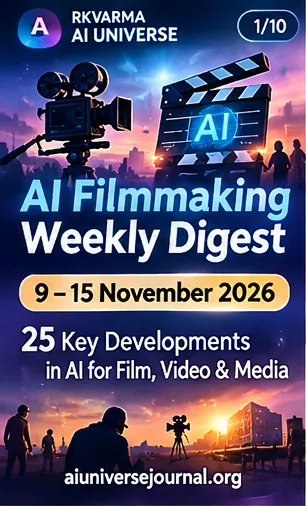 A
RKVARMA
AI UNIVERSE
1/10
AI
AI Filmmaking
Weekly Digest
9 – 15 November 2026
25 Key Developments
in AI for Film, Video & Media
aiuniversejournal.org